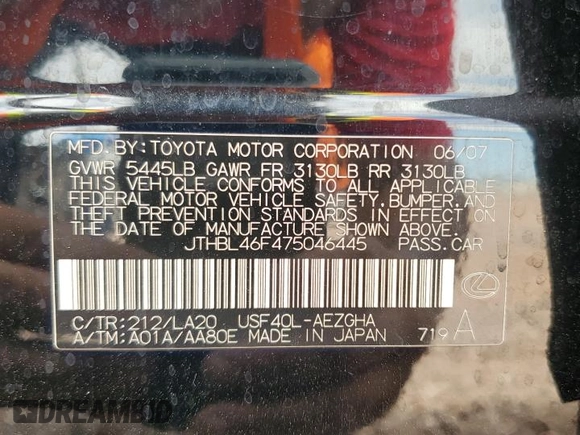 MFD.BY:TOYOTA MOTOR CORPORATION 06/07
GVWR 5445LB GAWR FR 3130LB RR 3130LB
THIS VEHICLE CONFORMS TO ALL APPLICABLE
FEDERAL MOTOR VEHICLE SAFETY,BUMPER,AND
THEFT PREVENTION STANDARDS IN EFFECT ON
THE DATE OF MANUFACTURE SHOWN ABOVE.
JTHBL46F475046445 PASS.CAR
C/TR:212/LA20 USF40L-AEZGHA
A/TM:A01A/AA80E MADE IN JAPAN 719 A
DREAMBID